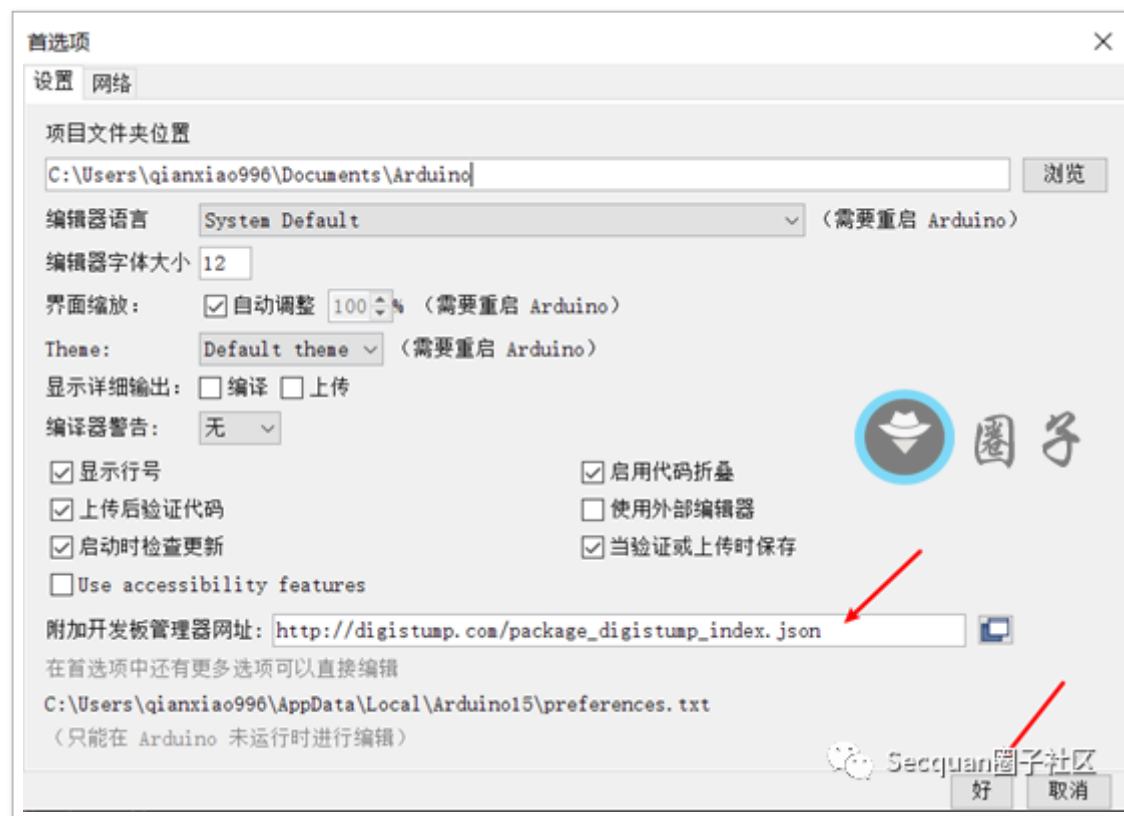 首选项
设置 网络
项目文件夹位置
C:\Users\qianxiao996\Documents\Arduino 浏览
编辑器语言 System Default （需要重启 Arduino）
编辑器字体大小 12
界面缩放： 自动调整 100 % （需要重启 Arduino）
Theme: Default theme （需要重启 Arduino）
显示详细输出： 编译 上传
编译器警告: 无
圈子
显示行号 启用代码折叠
上传后验证代码 使用外部编辑器
启动时检查更新 当验证或上传时保存
Use accessibility features
附加开发板管理器网址: http://digistump.com/package_digistump_index.json
在首选项中还有更多选项可以直接编辑
C:\Users\qianxiao996\AppData\Local\Arduino15\preferences.txt
（只能在 Arduino 未运行时进行编辑）
Secquan圈子社区
好 取消